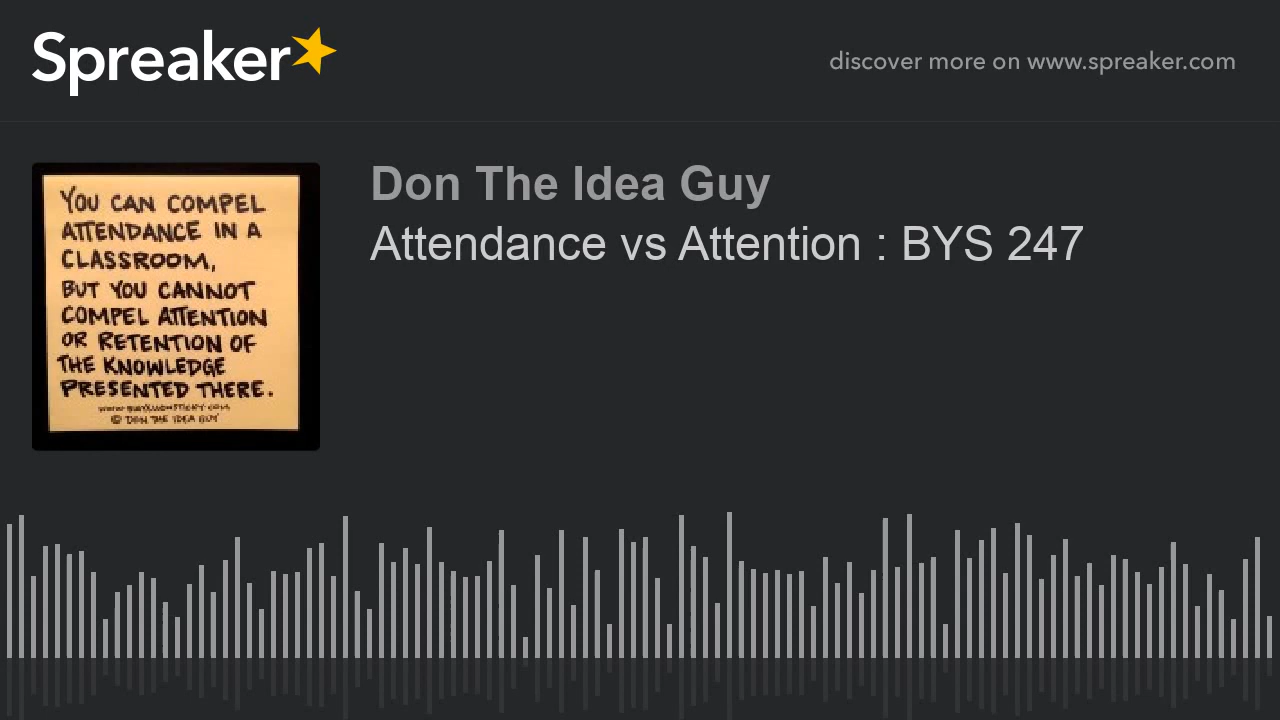 Spreaker
discover more on www.spreaker.com
YOU CAN COMPEL
ATTENDANCE IN A
CLASSROOM,
BUT YOU CANNOT
COMPEL ATTENTION
OR RETENTION OF
THE KNOWLEDGE
PRESENTED THERE.
© DON THE IDEA GUY
Don The Idea Guy
Attendance vs Attention : BYS 247